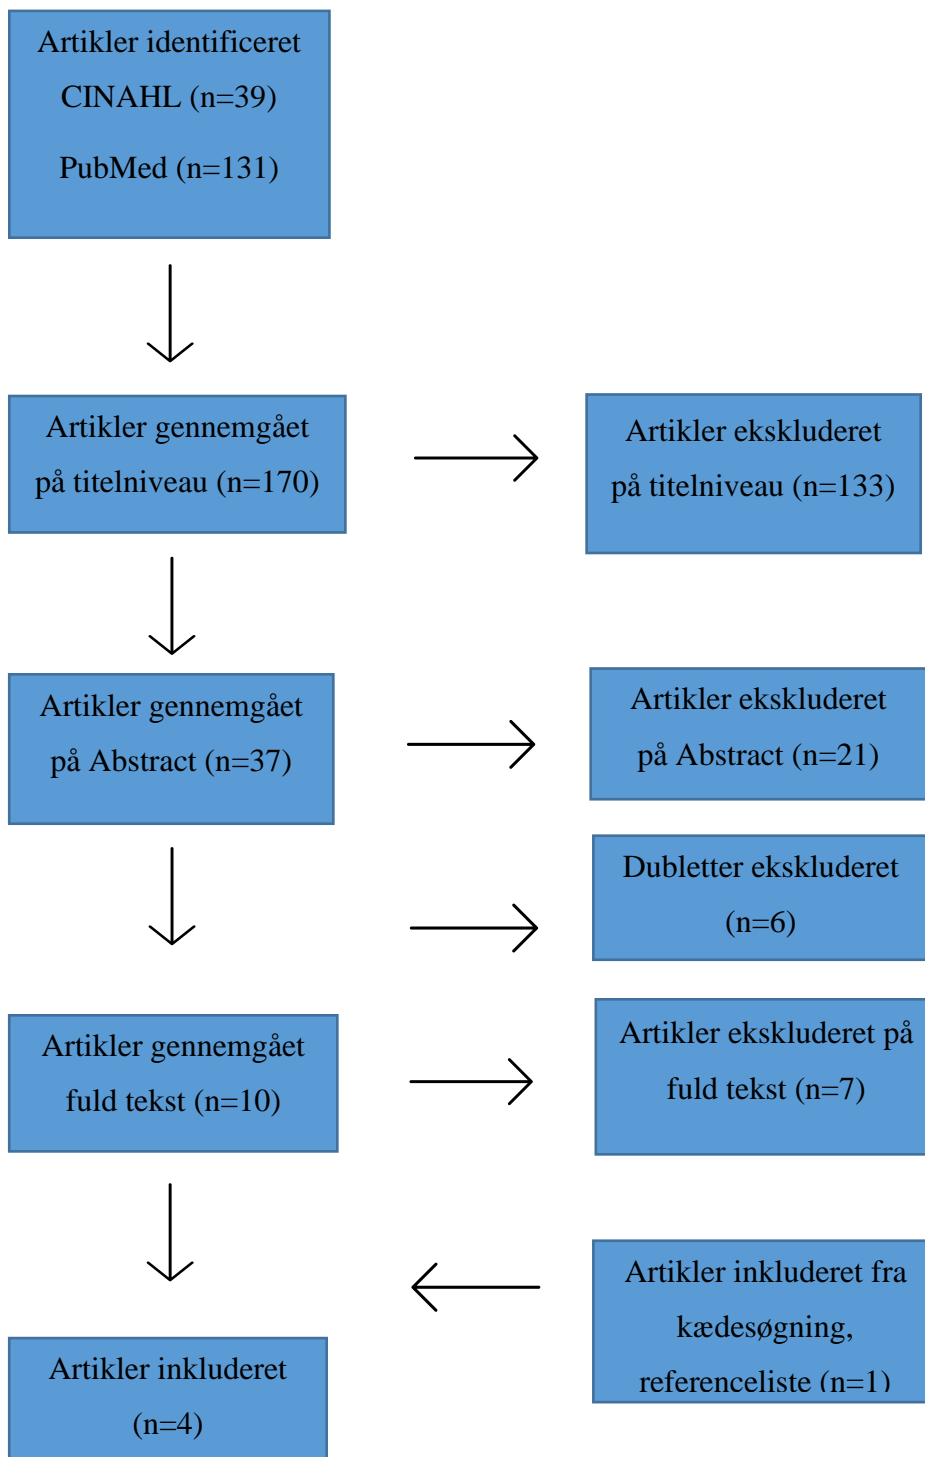 Artikler identificeret
CINAHL (n=39)
PubMed (n=131)
Artikler gennemgået
på titelniveau (n=170)
Artikler ekskluderet
på titelniveau (n=133)
Artikler gennemgået
på Abstract (n=37)
Artikler ekskluderet
på Abstract (n=21)
Dubletter ekskluderet
(n=6)
Artikler gennemgået
fuld tekst (n=10)
Artikler ekskluderet på
fuld tekst (n=7)
Artikler inkluderet fra
kædesøgning,
referenceliste (n=1)
Artikler inkluderet
(n=4)